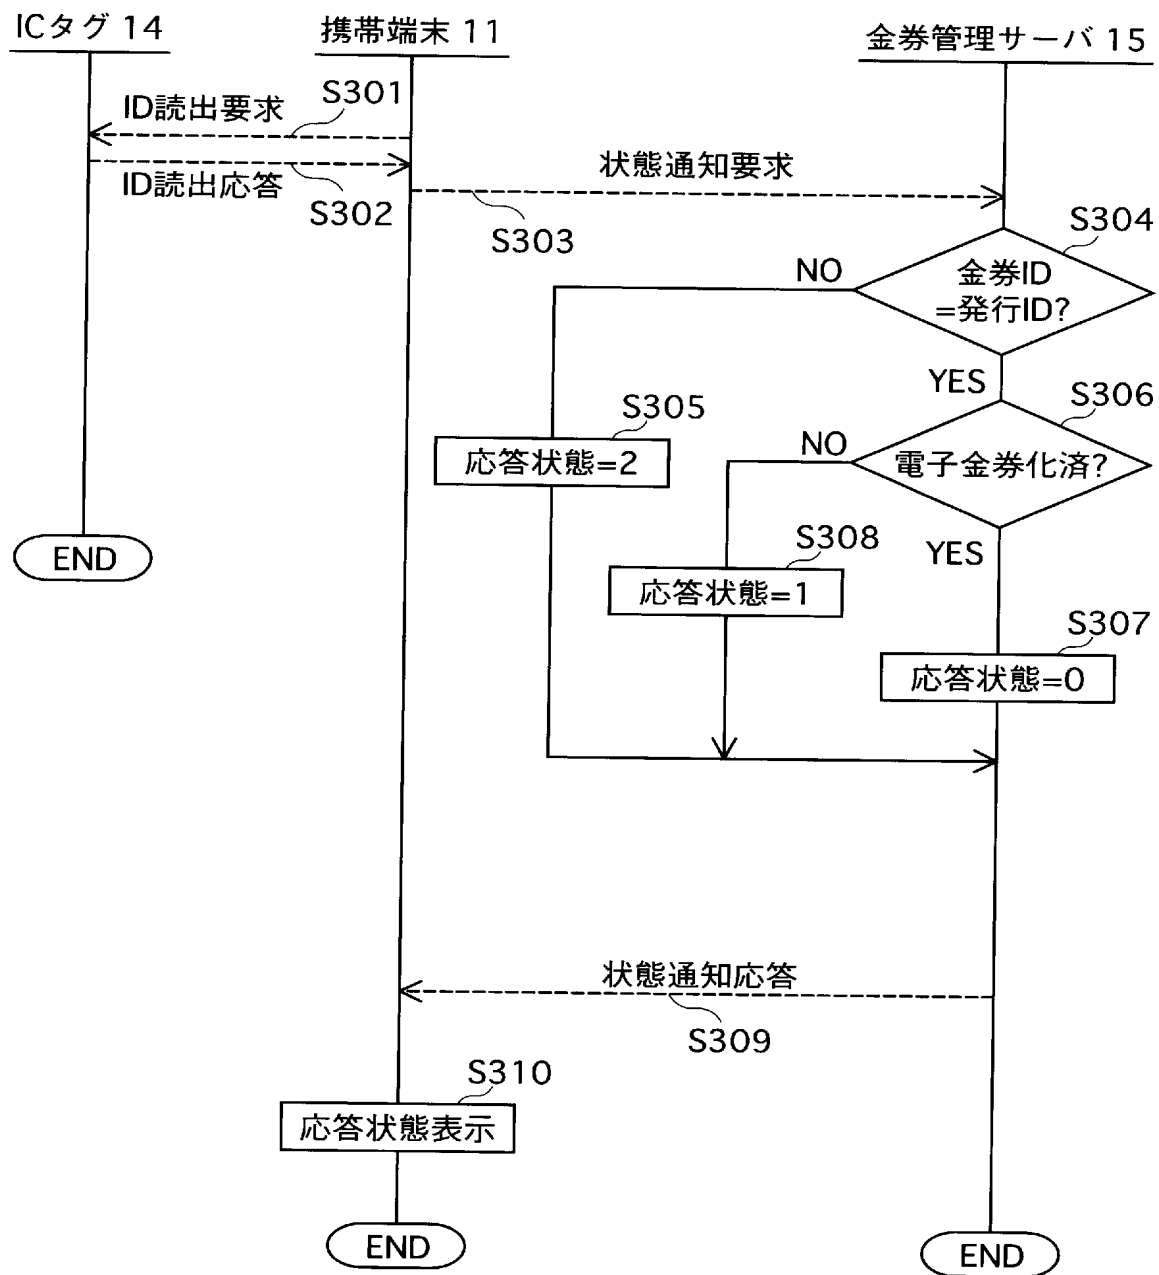 ICタグ 14
携帯端末 11
金券管理サーバ 15
S301
ID読出要求
ID読出応答
S302
状態通知要求
S303
S304
金券ID
=発行ID?
NO
YES
S305
応答状態=2
S306
電子金券化済?
NO
YES
S308
応答状態=1
S307
応答状態=0
END
状態通知応答
S309
S310
応答状態表示
END
END